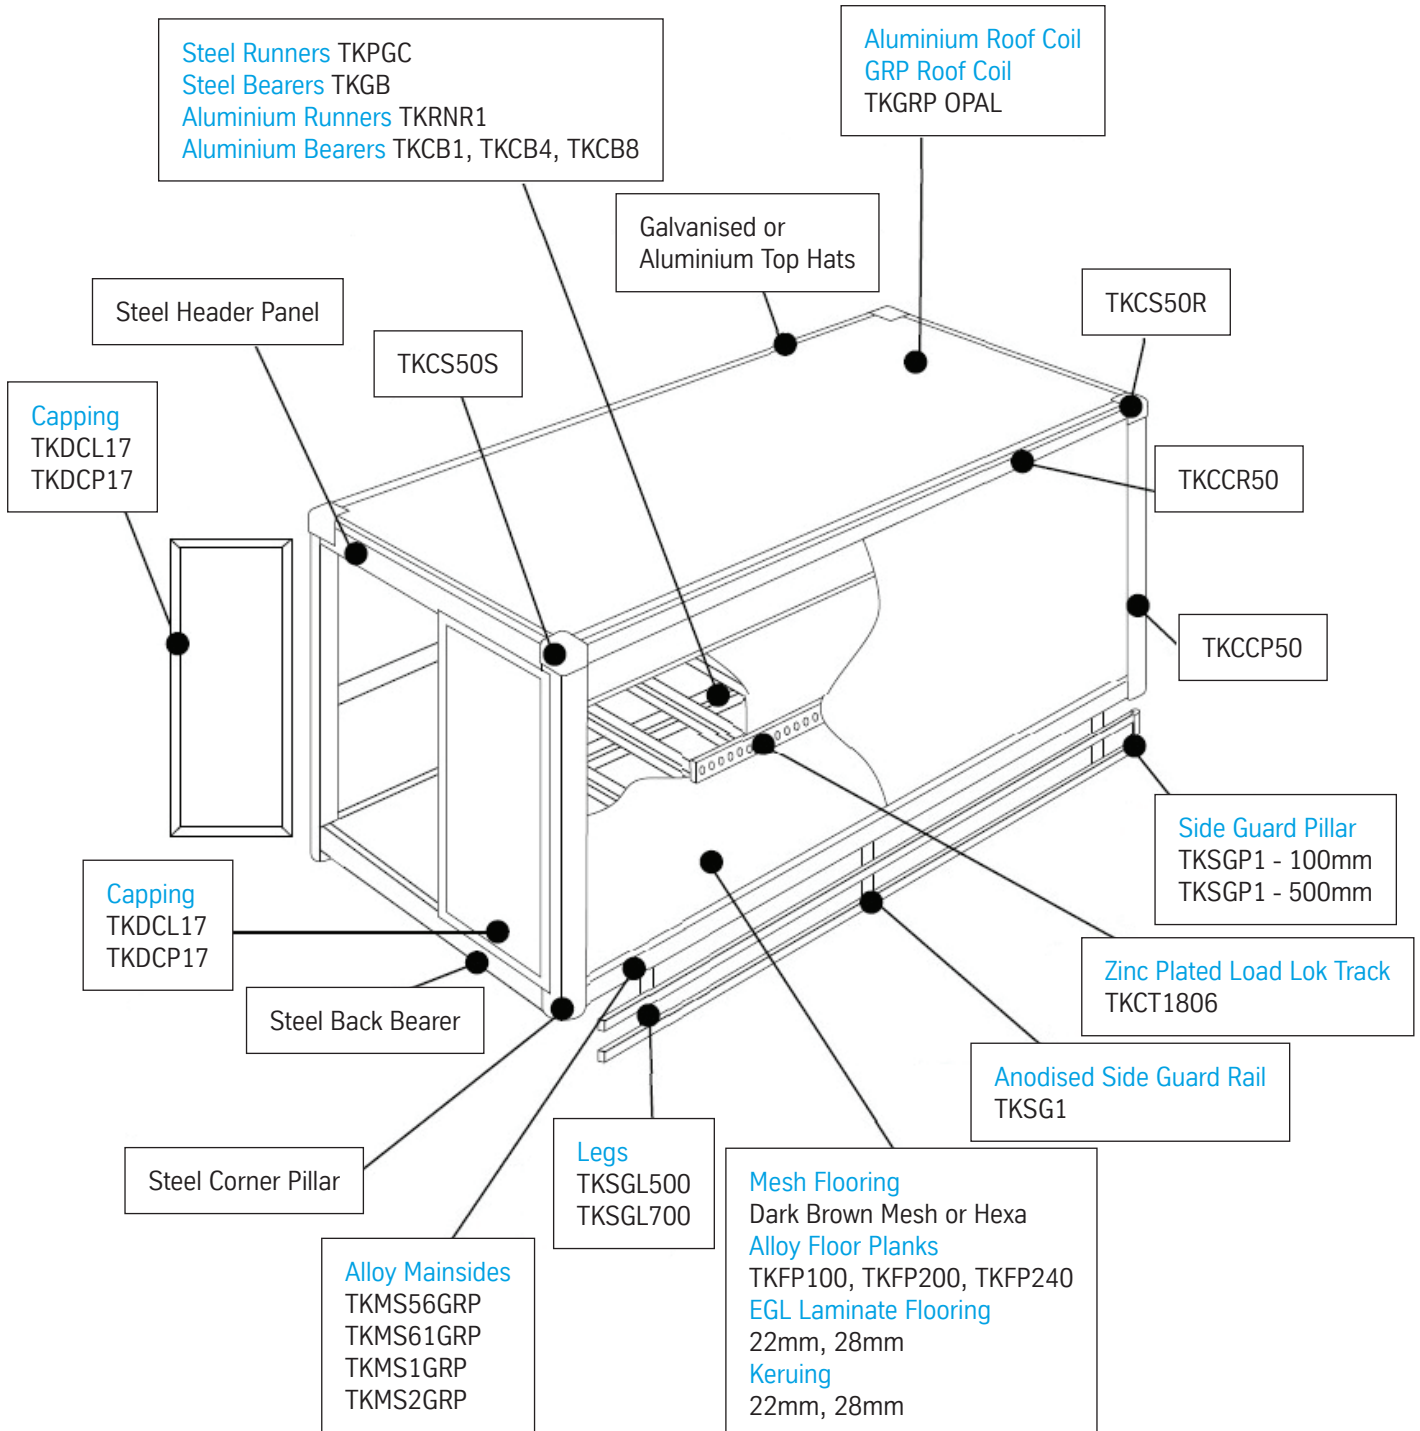 Steel Runners TKPGC
Steel Bearers TKGB
Aluminium Runners TKRNR1
Aluminium Bearers TKCB1, TKCB4, TKCB8
Aluminium Roof Coil
GRP Roof Coil
TKGRP OPAL
Galvanised or
Aluminium Top Hats
Steel Header Panel
TKCS50S
TKCS50R
Capping
TKDCL17
TKDCP17
TKCCR50
TKCCP50
Side Guard Pillar
TKSGP1 - 100mm
TKSGP1 - 500mm
Capping
TKDCL17
TKDCP17
Zinc Plated Load Lok Track
TKCT1806
Steel Back Bearer
Anodised Side Guard Rail
TKSG1
Steel Corner Pillar
Legs
TKSGL500
TKSGL700
Mesh Flooring
Dark Brown Mesh or Hexa
Alloy Floor Planks
TKFP100, TKFP200, TKFP240
EGL Laminate Flooring
22mm, 28mm
Keruing
22mm, 28mm
Alloy Mainsides
TKMS56GRP
TKMS61GRP
TKMS1GRP
TKMS2GRP